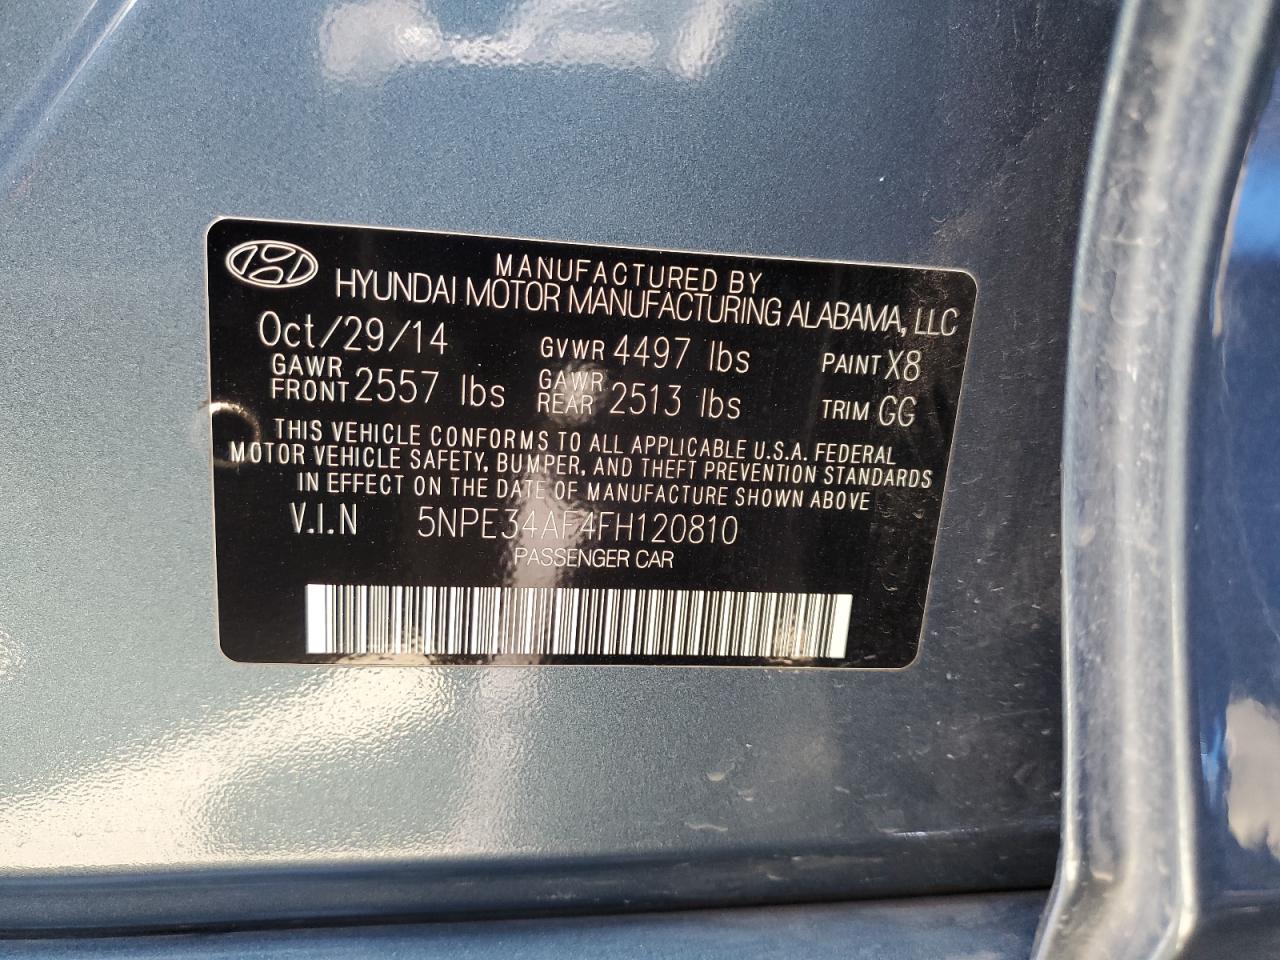 MANUFACTURED BY
HYUNDAI MOTOR MANUFACTURING ALABAMA, LLC
Oct/29/14 GVWR 4497 lbs PAINT X8
GAWR FRONT 2557 lbs GAWR REAR 2513 lbs TRIM GG
THIS VEHICLE CONFORMS TO ALL APPLICABLE U.S.A. FEDERAL
MOTOR VEHICLE SAFETY, BUMPER, AND THEFT PREVENTION STANDARDS
IN EFFECT ON THE DATE OF MANUFACTURE SHOWN ABOVE
V.I.N 5NPE34AF4FH120810
PASSENGER CAR